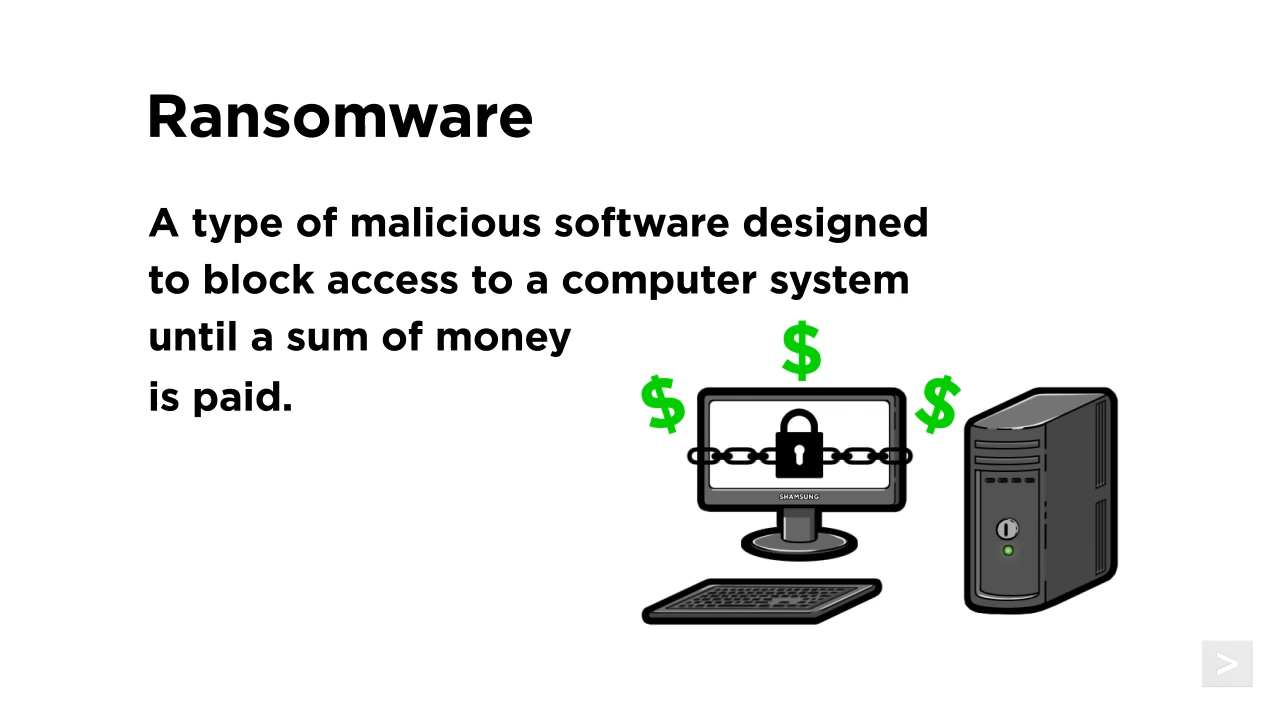 Ransomware
A type of malicious software designed
to block access to a computer system
until a sum of money
is paid.
$
$
$
SHAMSUNG
>